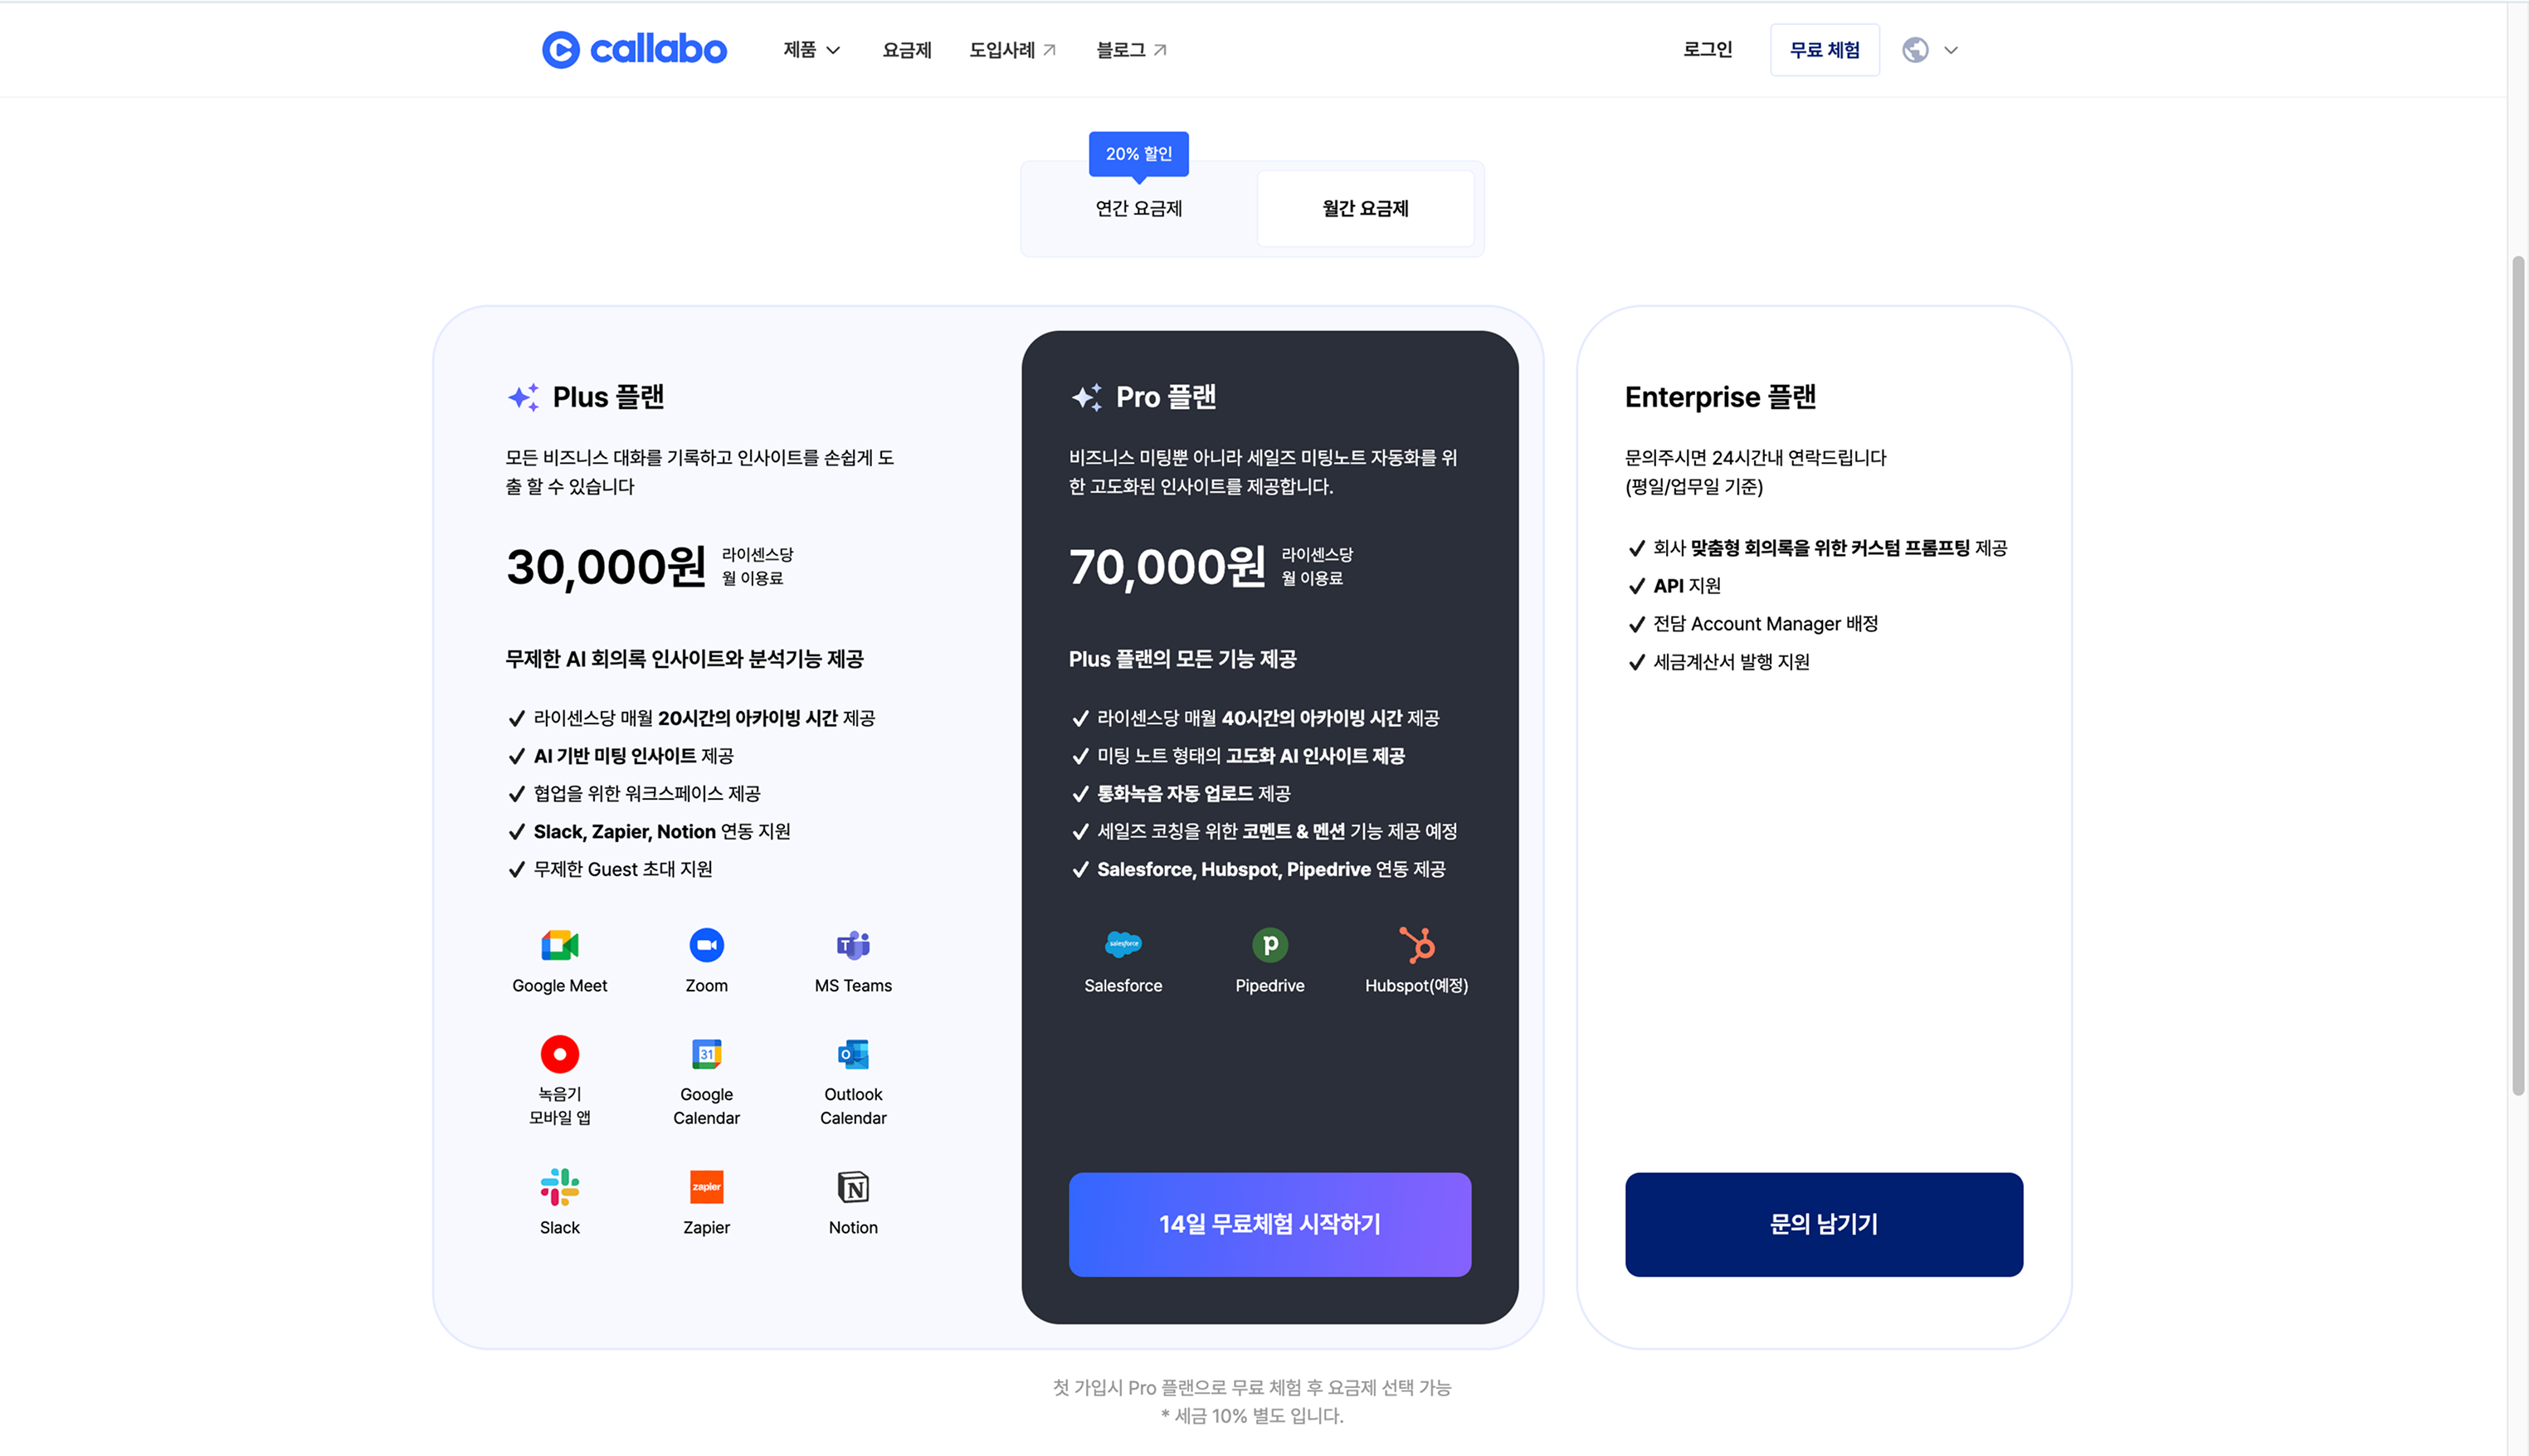 callabo
제품
요금제
도입사례
블로그
로그인
무료 체험
20% 할인
연간 요금제
월간 요금제
Plus 플랜
모든 비즈니스 대화를 기록하고 인사이트를 손쉽게 도
출 할 수 있습니다
30,000원
라이센스당
월 이용료
무제한 AI 회의록 인사이트와 분석기능 제공
라이센스당 매월 20시간의 아카이빙 시간 제공
AI 기반 미팅 인사이트 제공
협업을 위한 워크스페이스 제공
Slack, Zapier, Notion 연동 지원
무제한 Guest 초대 지원
Google Meet
Zoom
T
MS Teams
녹음기
모바일 앱
31
Google
Calendar
O
Outlook
Calendar
Slack
zapier
Zapier
N
Notion
Pro 플랜
비즈니스 미팅뿐 아니라 세일즈 미팅노트 자동화를 위
한 고도화된 인사이트를 제공합니다.
70,000원
라이센스당
월 이용료
Plus 플랜의 모든 기능 제공
라이센스당 매월 40시간의 아카이빙 시간 제공
미팅 노트 형태의 고도화 AI 인사이트 제공
통화녹음 자동 업로드 제공
세일즈 코칭을 위한 코멘트 & 멘션 기능 제공 예정
Salesforce, Hubspot, Pipedrive 연동 제공
salesforce
Salesforce
p
Pipedrive
Hubspot(예정)
14일 무료체험 시작하기
Enterprise 플랜
문의주시면 24시간내 연락드립니다
(평일/업무일 기준)
회사 맞춤형 회의록을 위한 커스텀 프롬프팅 제공
API 지원
전담 Account Manager 배정
세금계산서 발행 지원
문의 남기기
첫 가입시 Pro 플랜으로 무료 체험 후 요금제 선택 가능
* 세금 10% 별도 입니다.